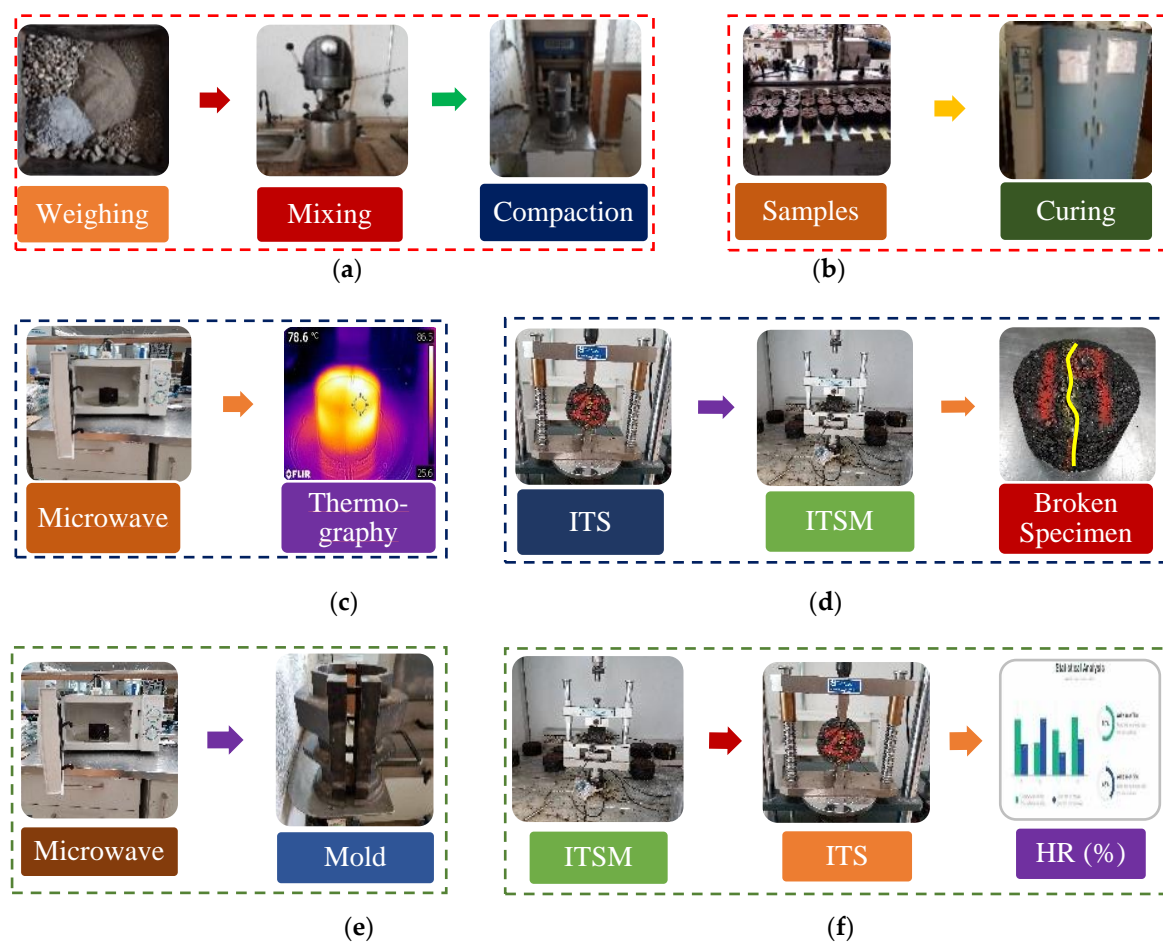 Weighing
Mixing
Compaction
Samples
Curing
(a)
(b)
78.6 °C
86.5
FLIR
25.6
Microwave
Thermo-
graphy
ITS
ITSM
Broken
Specimen
(c)
(d)
Statistical Analysis
Microwave
Mold
ITSM
ITS
HR (%)
(e)
(f)